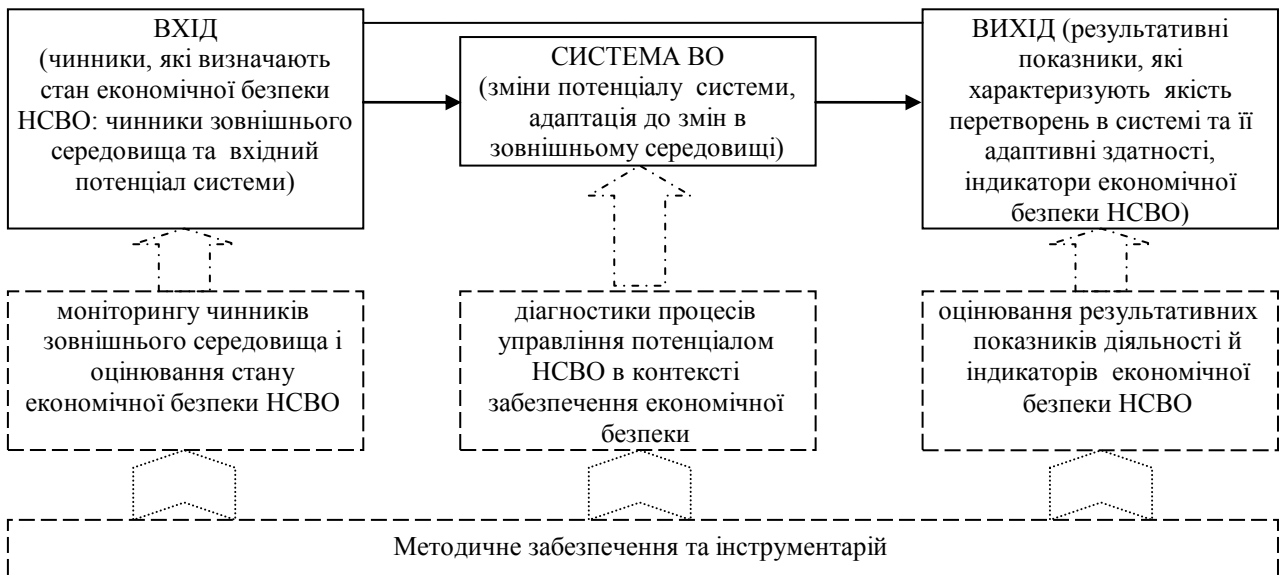 ВХІД
(чинники, які визначають
стан економічної безпеки
НСВО: чинники зовнішнього
середовища та вхідний
потенціал системи)
СИСТЕМА ВО
(зміни потенціалу системи,
адаптація до змін в
зовнішньому середовищі)
ВИХІД (результативні
показники, які
характеризують якість
перетворень в системі та її
адаптивні здатності,
індикатори економічної
безпеки НСВО)
моніторингу чинників
зовнішнього середовища і
оцінювання стану
економічної безпеки НСВО
діагностики процесів
управління потенціалом
НСВО в контексті
забезпечення економічної
безпеки
оцінювання результативних
показників діяльності й
індикаторів економічної
безпеки НСВО
Методичне забезпечення та інструментарій